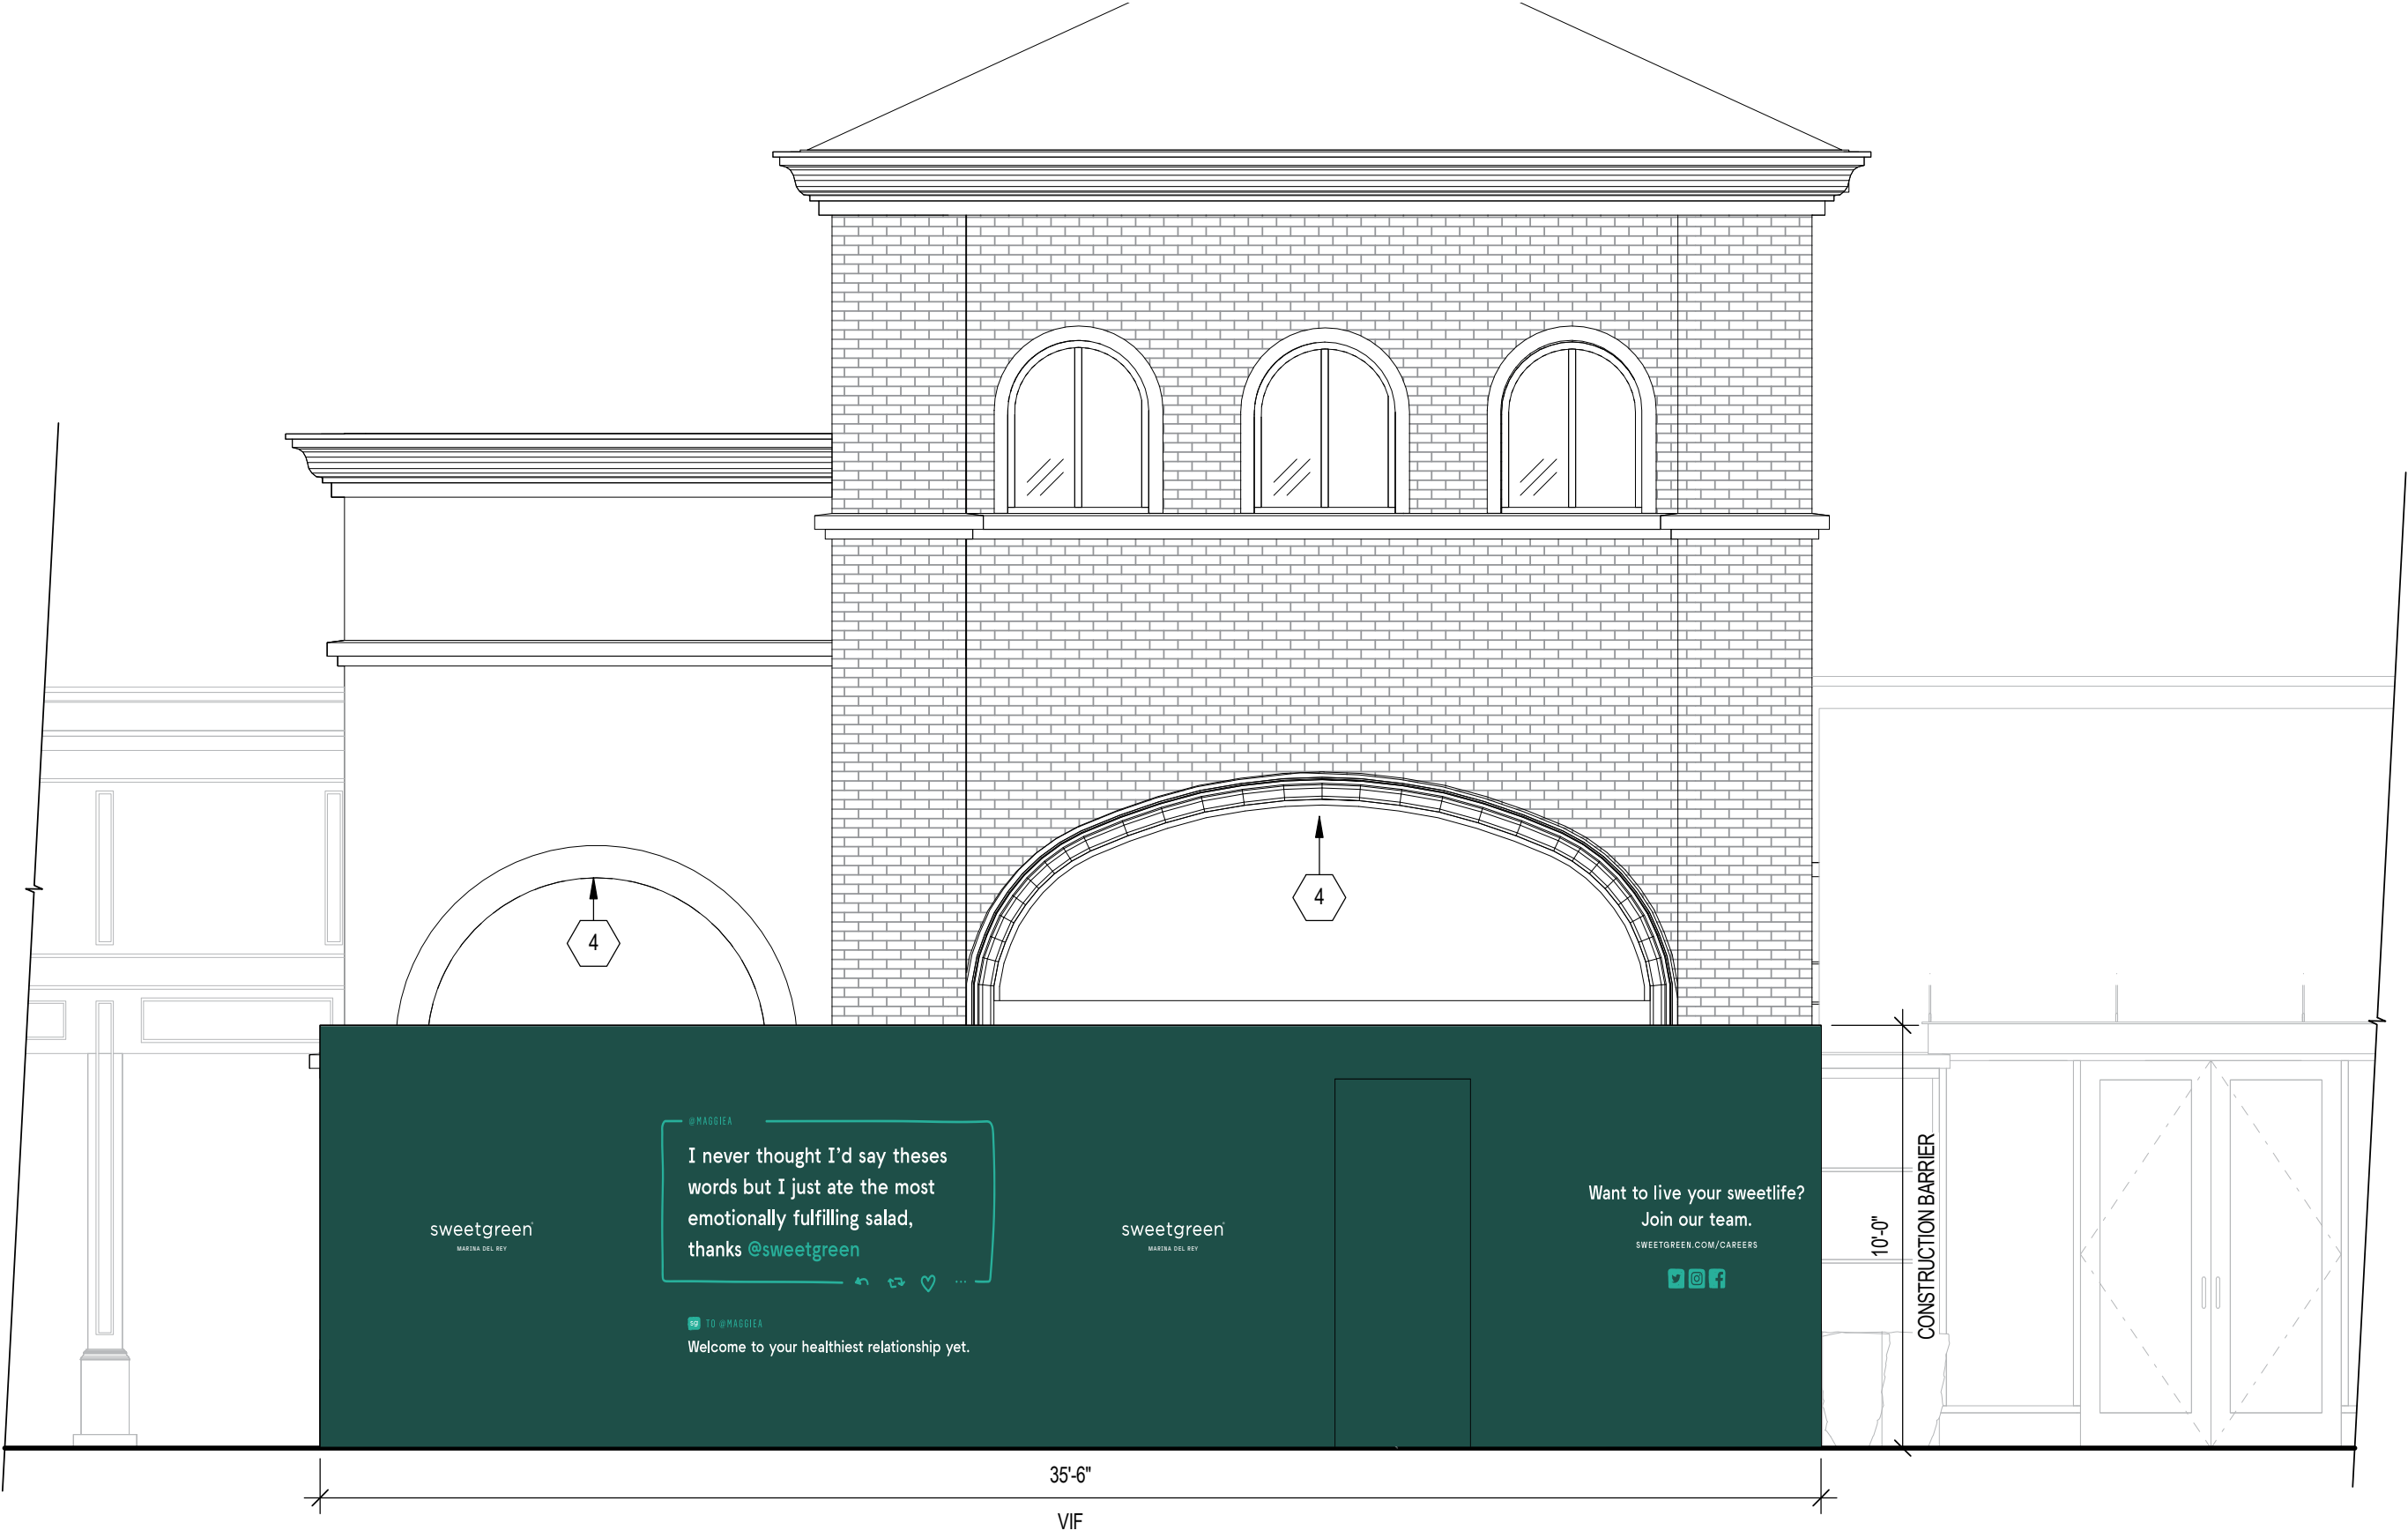 4
4
@MAGGIEA
I never thought I'd say theses
words but I just ate the most
emotionally fulfilling salad,
thanks @sweetgreen
sg TO @MAGGIEA
Welcome to your healthiest relationship yet.
sweetgreen
MARINA DEL REY
sweetgreen
MARINA DEL REY
Want to live your sweetlife?
Join our team.
SWEETGREEN.COM/CAREERS
10'-0"
CONSTRUCTION BARRIER
35'-6"
VIF